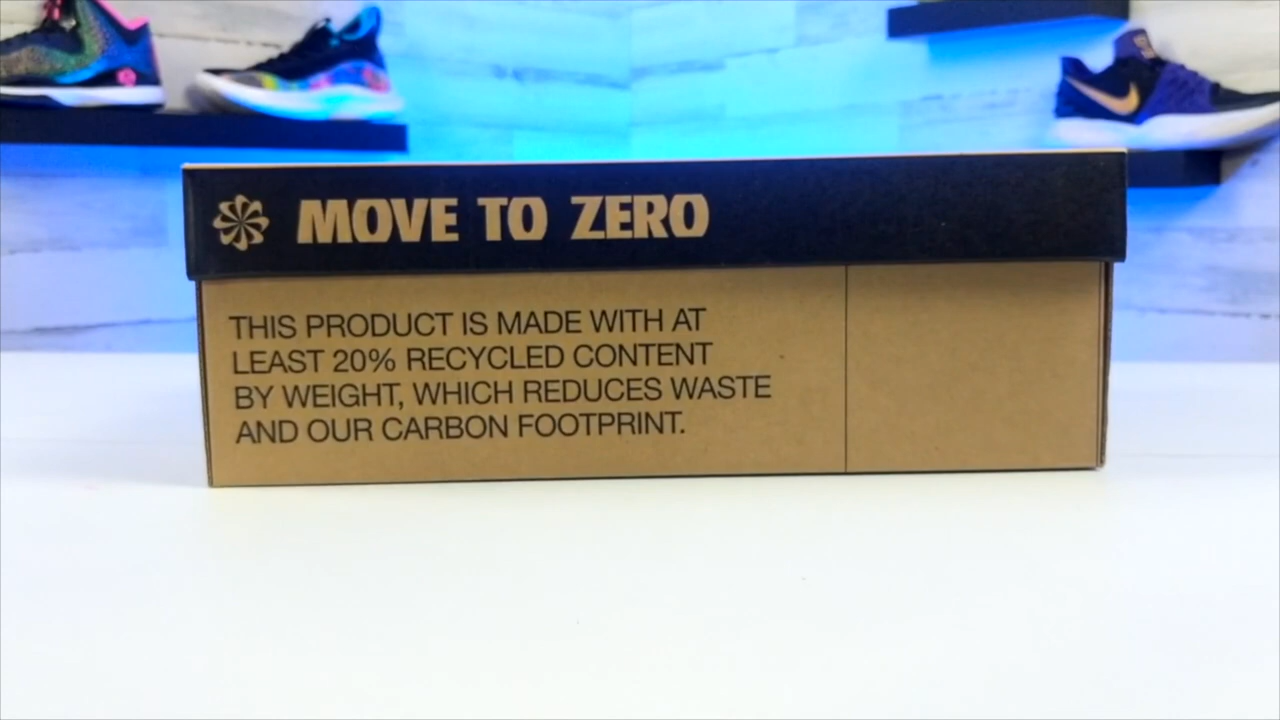 MOVE TO ZERO
THIS PRODUCT IS MADE WITH AT
LEAST 20% RECYCLED CONTENT
BY WEIGHT, WHICH REDUCES WASTE
AND OUR CARBON FOOTPRINT.